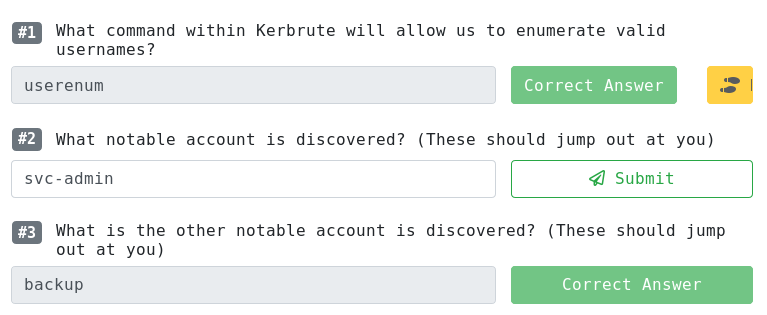 #1 What command within Kerbrute will allow us to enumerate valid
usernames?
userenum Correct Answer
#2 What notable account is discovered? (These should jump out at you)
svc-admin Submit
#3 What is the other notable account is discovered? (These should jump
out at you)
backup Correct Answer